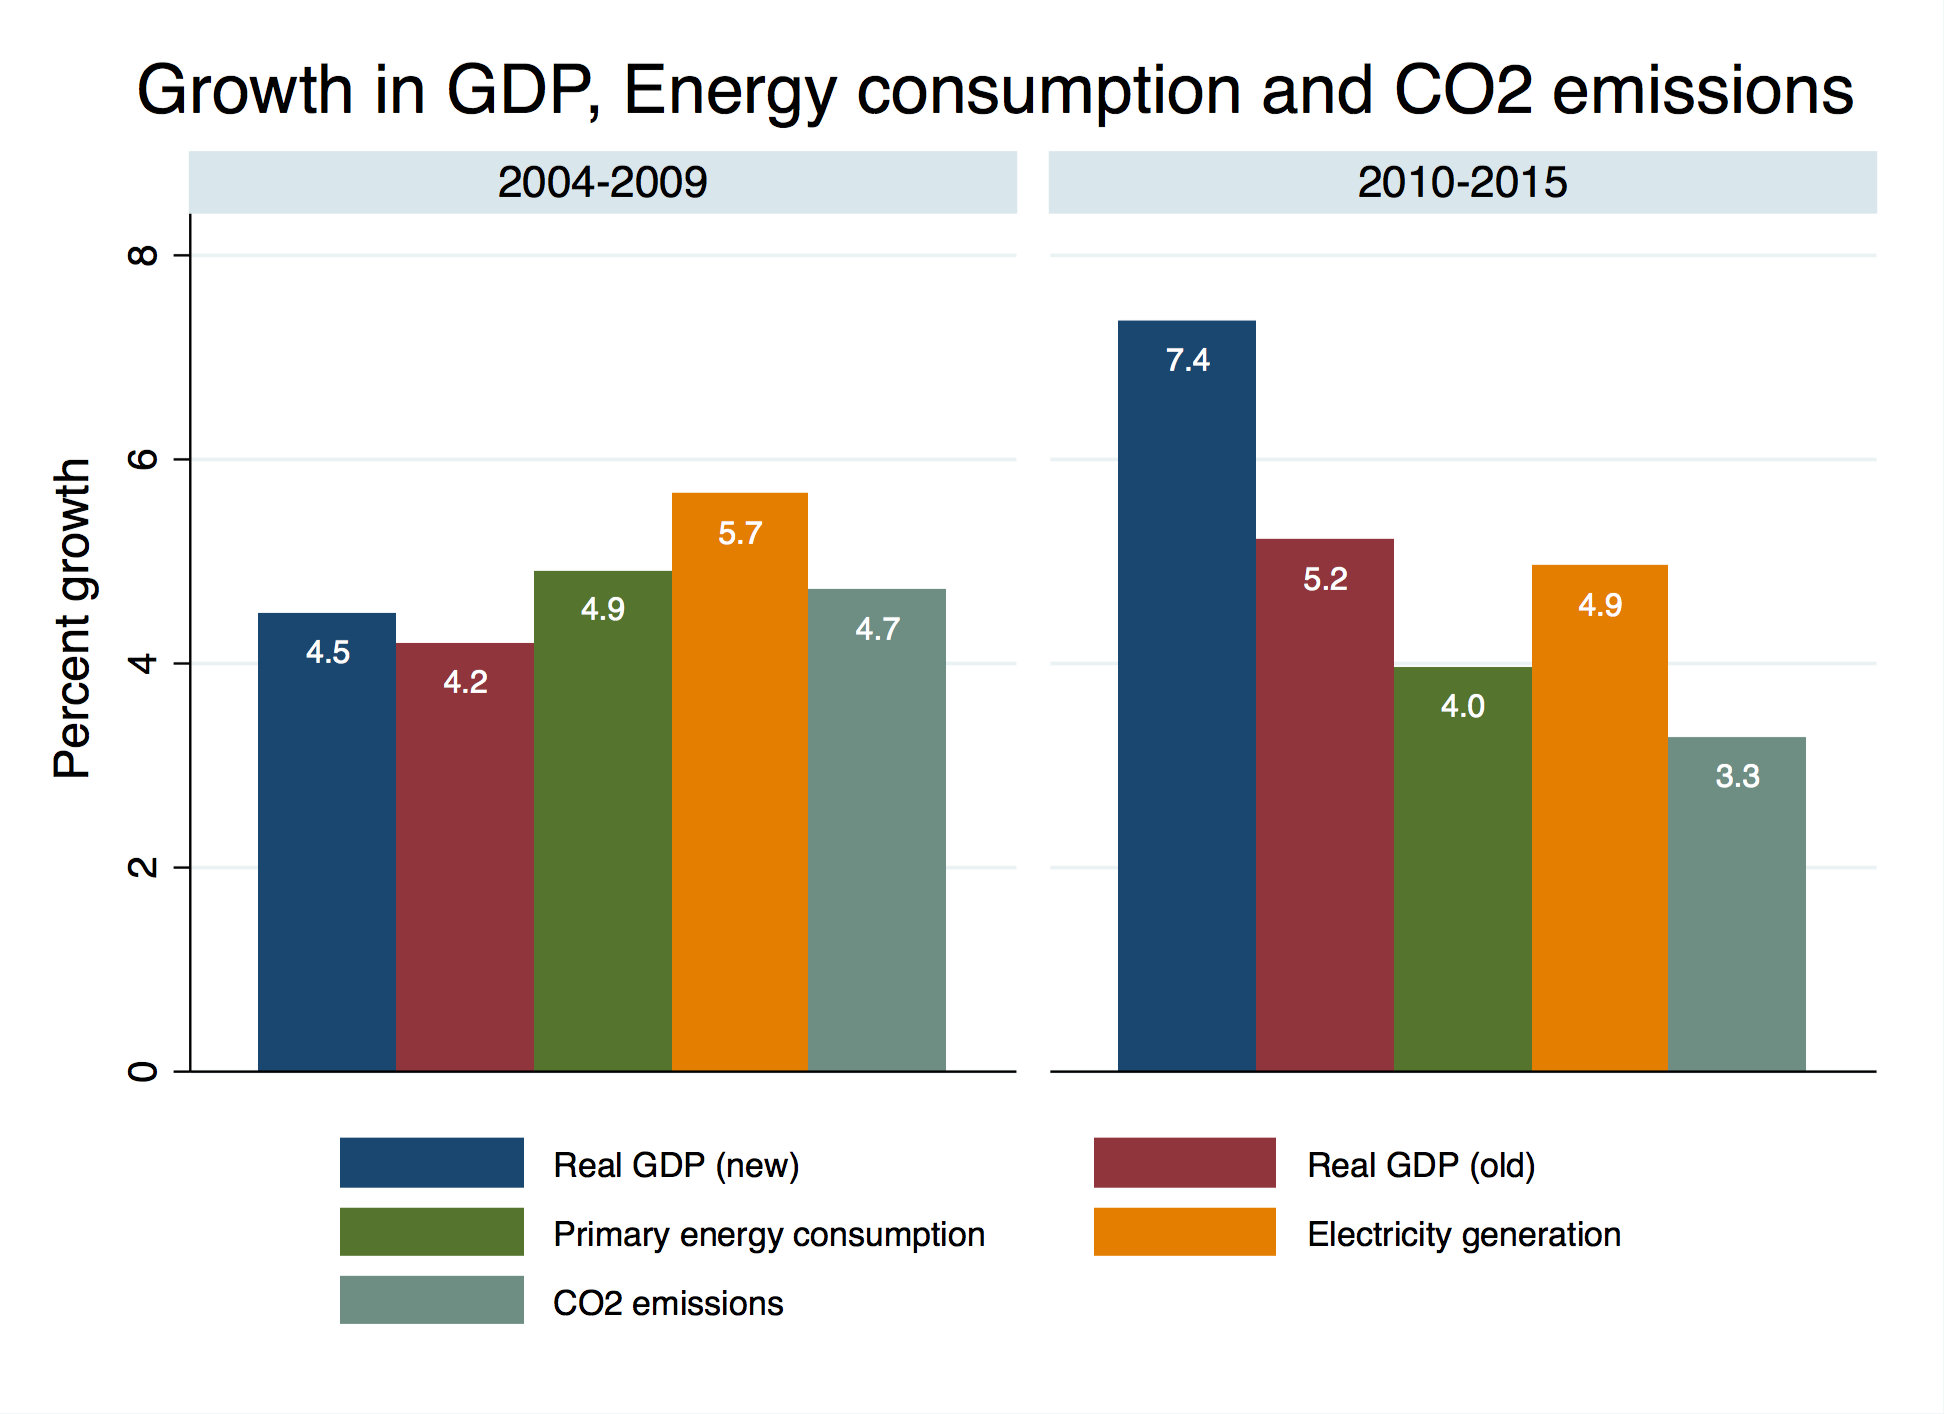 Growth in GDP, Energy consumption and CO2 emissions
2004-2009
2010-2015
Percent growth
8
6
4
2
0
4.5
4.2
4.9
5.7
4.7
7.4
5.2
4.0
4.9
3.3
Real GDP (new)
Real GDP (old)
Primary energy consumption
Electricity generation
CO2 emissions